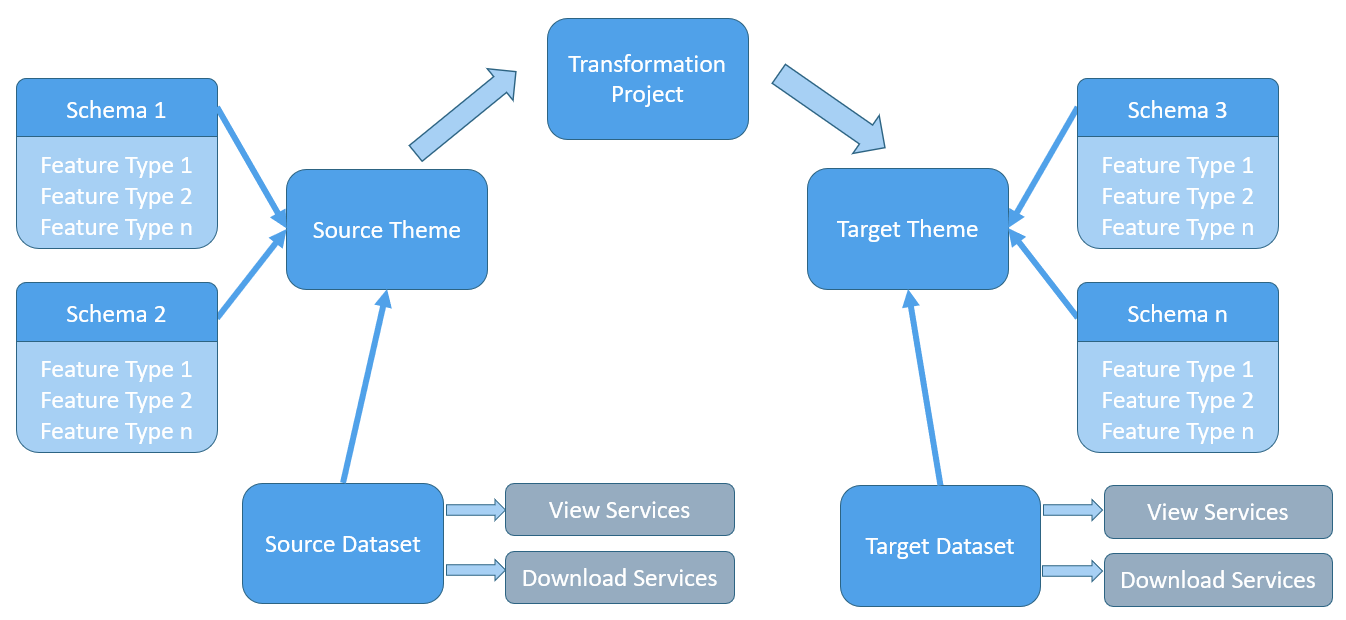 Transformation
Project
Schema 1
Feature Type 1
Feature Type 2
Feature Type n
Source Theme
Target Theme
Schema 3
Feature Type 1
Feature Type 2
Feature Type n
Schema 2
Feature Type 1
Feature Type 2
Feature Type n
Schema n
Feature Type 1
Feature Type 2
Feature Type n
Source Dataset
View Services
Download Services
Target Dataset
View Services
Download Services